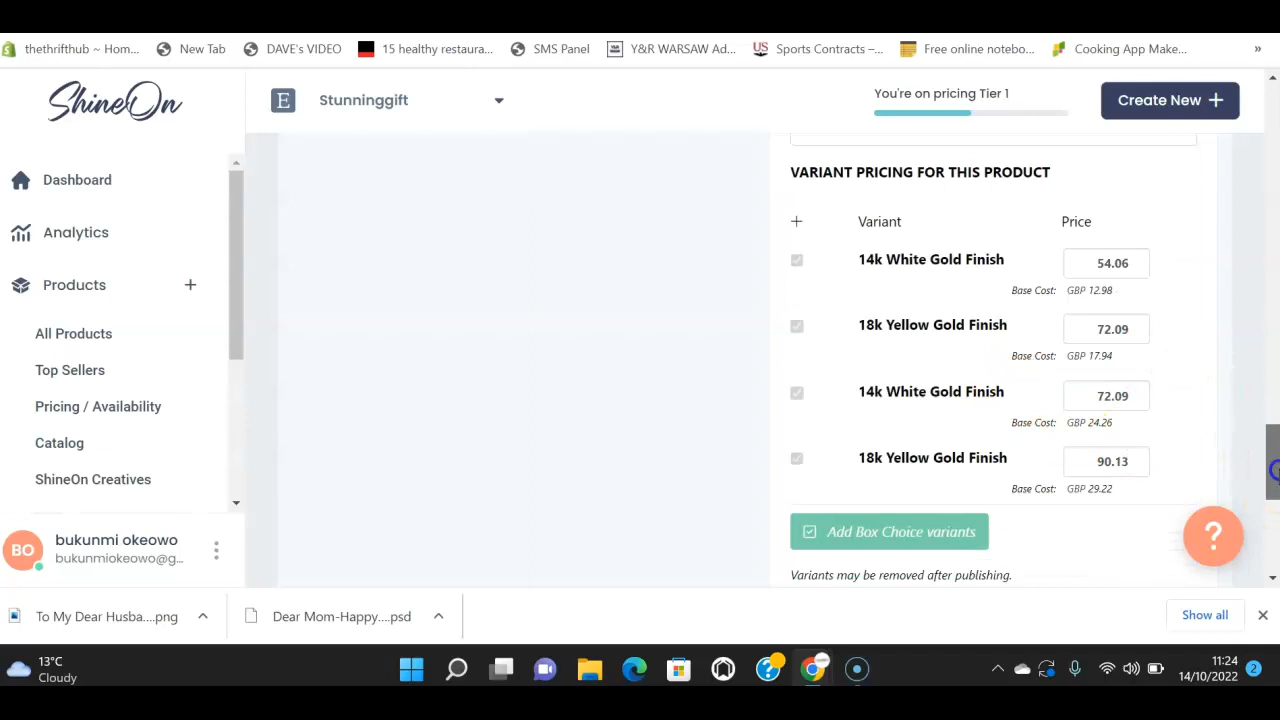 thethrifthub ~ Hom...
New Tab
DAVE's VIDEO
15 healthy restaura...
SMS Panel
Y&R WARSAW Ad...
US
Sports Contracts –...
Free online notebo...
Cooking App Make...
»
ShineOn
E
Stunninggift
You're on pricing Tier 1
Create New +
Dashboard
Analytics
Products +
All Products
Top Sellers
Pricing / Availability
Catalog
ShineOn Creatives
BO
bukunmi okeowo
bukunmiokeowo@g...
VARIANT PRICING FOR THIS PRODUCT
+ Variant Price
14k White Gold Finish 54.06
Base Cost: GBP 12.98
18k Yellow Gold Finish 72.09
Base Cost: GBP 17.94
14k White Gold Finish 72.09
Base Cost: GBP 24.26
18k Yellow Gold Finish 90.13
Base Cost: GBP 29.22
Add Box Choice variants
Variants may be removed after publishing.
?
To My Dear Husba....png
Dear Mom-Happy....psd
Show all
13°C
Cloudy
11:24
14/10/2022
2